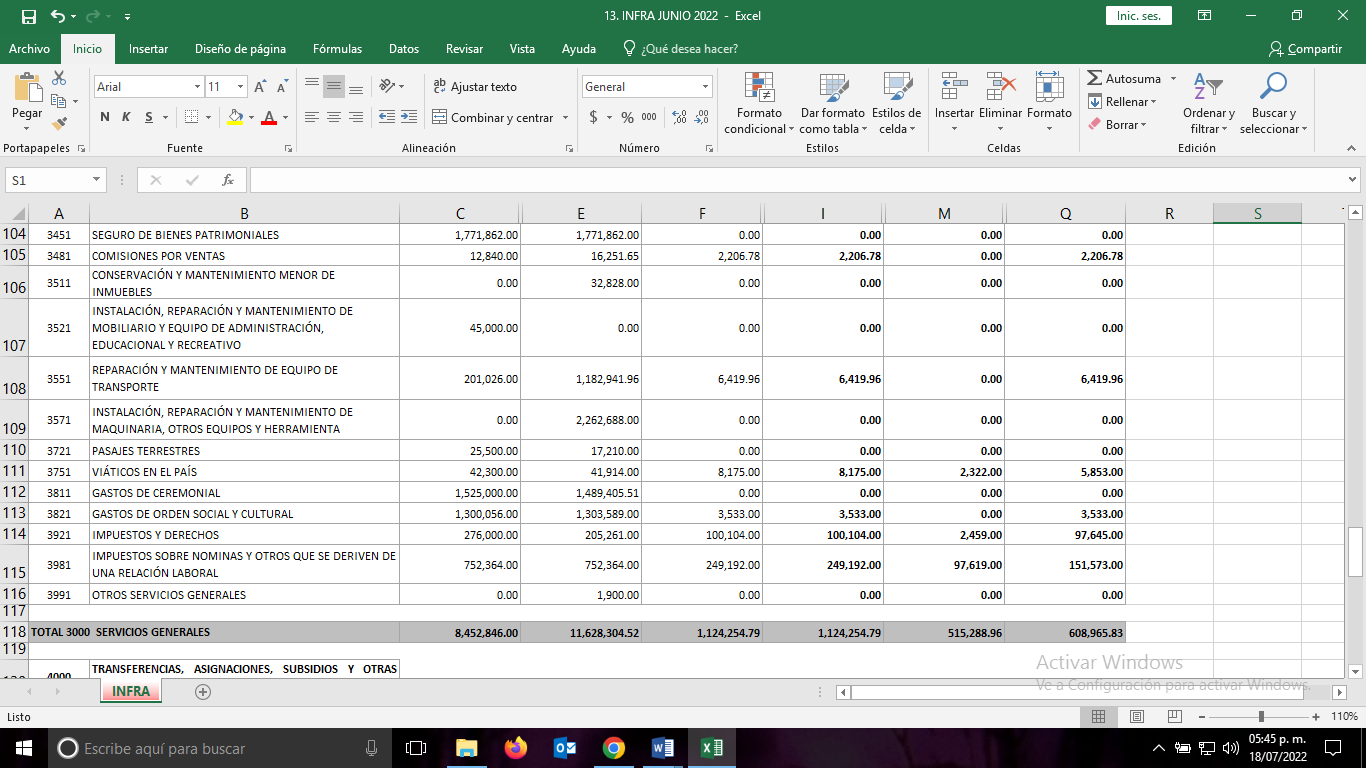 13. INFRA JUNIO 2022 - Excel
Inic. ses.
Archivo Inicio Insertar Diseño de página Fórmulas Datos Revisar Vista Ayuda ¿Qué desea hacer? Compartir
Pegar
Arial 11
N K S
Ajustar texto
Combinar y centrar
General
$ % 000
Formato condicional
Dar formato como tabla
Estilos de celda
Insertar Eliminar Formato
Autosuma
Rellenar
Borrar
Ordenar y filtrar
Buscar y seleccionar
Portapapeles Fuente Alineación Número Estilos Celdas Edición
S1 fx
A B C E F I M Q R S
104 3451 SEGURO DE BIENES PATRIMONIALES 1,771,862.00 1,771,862.00 0.00 0.00 0.00 0.00
105 3481 COMISIONES POR VENTAS 12,840.00 16,251.65 2,206.78 2,206.78 0.00 2,206.78
106 3511 CONSERVACIÓN Y MANTENIMIENTO MENOR DE
INMUEBLES 0.00 32,828.00 0.00 0.00 0.00 0.00
107 3521 INSTALACIÓN, REPARACIÓN Y MANTENIMIENTO DE
MOBILIARIO Y EQUIPO DE ADMINISTRACIÓN,
EDUCACIONAL Y RECREATIVO 45,000.00 0.00 0.00 0.00 0.00 0.00
108 3551 REPARACIÓN Y MANTENIMIENTO DE EQUIPO DE
TRANSPORTE 201,026.00 1,182,941.96 6,419.96 6,419.96 0.00 6,419.96
109 3571 INSTALACIÓN, REPARACIÓN Y MANTENIMIENTO DE
MAQUINARIA, OTROS EQUIPOS Y HERRAMIENTA 0.00 2,262,688.00 0.00 0.00 0.00 0.00
110 3721 PASAJES TERRESTRES 25,500.00 17,210.00 0.00 0.00 0.00 0.00
111 3751 VIÁTICOS EN EL PAÍS 42,300.00 41,914.00 8,175.00 8,175.00 2,322.00 5,853.00
112 3811 GASTOS DE CEREMONIAL 1,525,000.00 1,489,405.51 0.00 0.00 0.00 0.00
113 3821 GASTOS DE ORDEN SOCIAL Y CULTURAL 1,300,056.00 1,303,589.00 3,533.00 3,533.00 0.00 3,533.00
114 3921 IMPUESTOS Y DERECHOS 276,000.00 205,261.00 100,104.00 100,104.00 2,459.00 97,645.00
115 3981 IMPUESTOS SOBRE NOMINAS Y OTROS QUE SE DERIVEN DE
UNA RELACIÓN LABORAL 752,364.00 752,364.00 249,192.00 249,192.00 97,619.00 151,573.00
116 3991 OTROS SERVICIOS GENERALES 0.00 1,900.00 0.00 0.00 0.00 0.00
117
118 TOTAL 3000 SERVICIOS GENERALES 8,452,846.00 11,628,304.52 1,124,254.79 1,124,254.79 515,288.96 608,965.83
119
4000 TRANSFERENCIAS, ASIGNACIONES, SUBSIDIOS Y OTRAS
Activar Windows
Ve a Configuración para activar Windows.
INFRA
Listo 110%
Escribe aquí para buscar
05:45 p. m.
18/07/2022